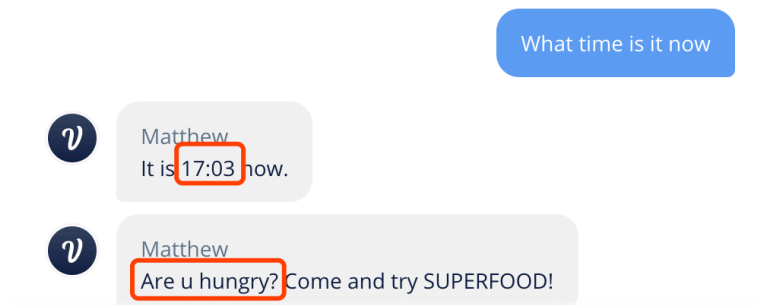 What time is it now
Matthew
It is 17:03 now.
Matthew
Are u hungry? Come and try SUPERFOOD!